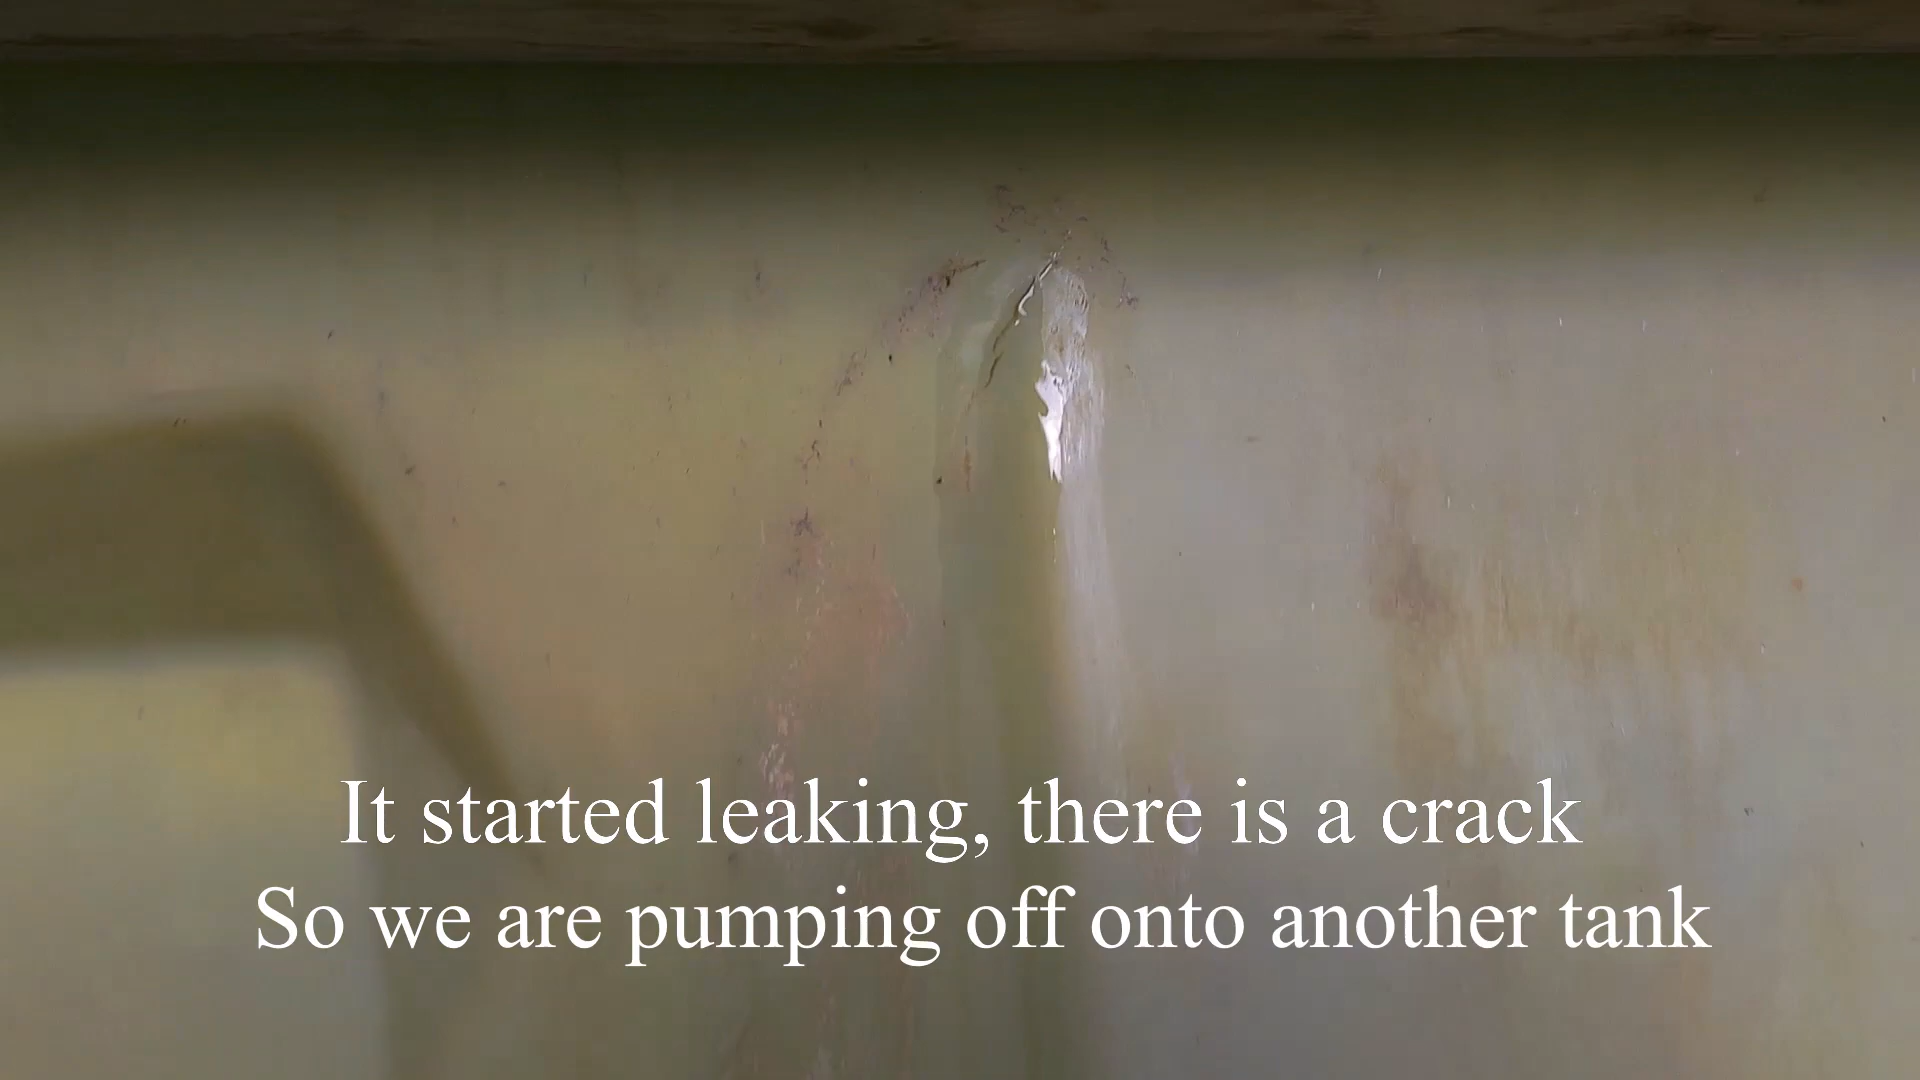 It started leaking, there is a crack
So we are pumping off onto another tank